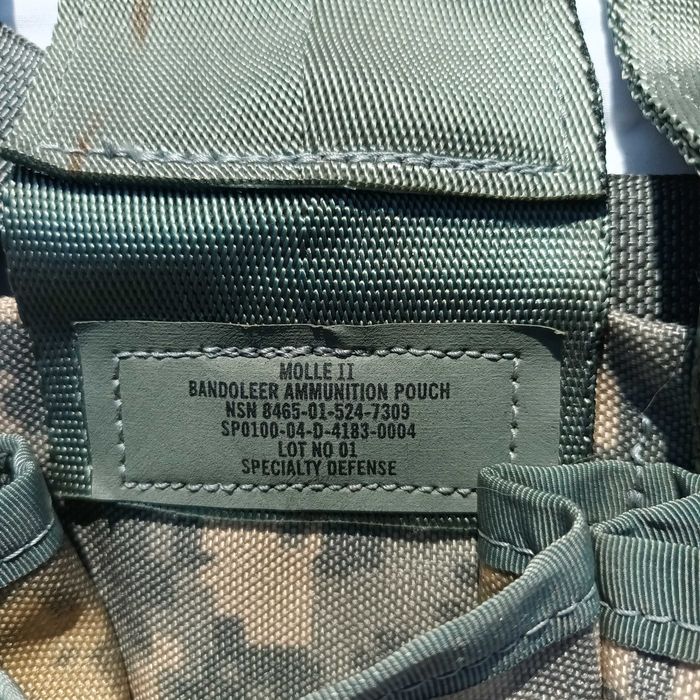 MOLLE II
BANDOLEER AMMUNITION POUCH
NSN 8465-01-524-7309
SP0100-04-D-4183-0004
LOT NO 01
SPECIALTY DEFENSE